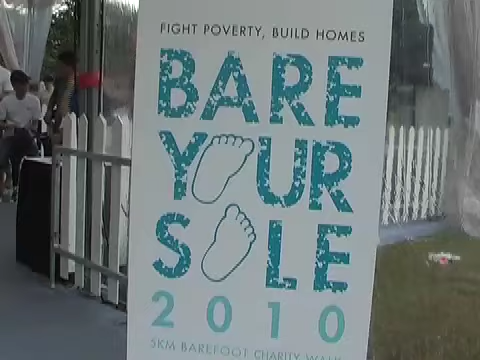 FIGHT POVERTY, BUILD HOMES
BARE
YOUR
SOLE
2010
5KM BAREFOOT CHARITY WALK